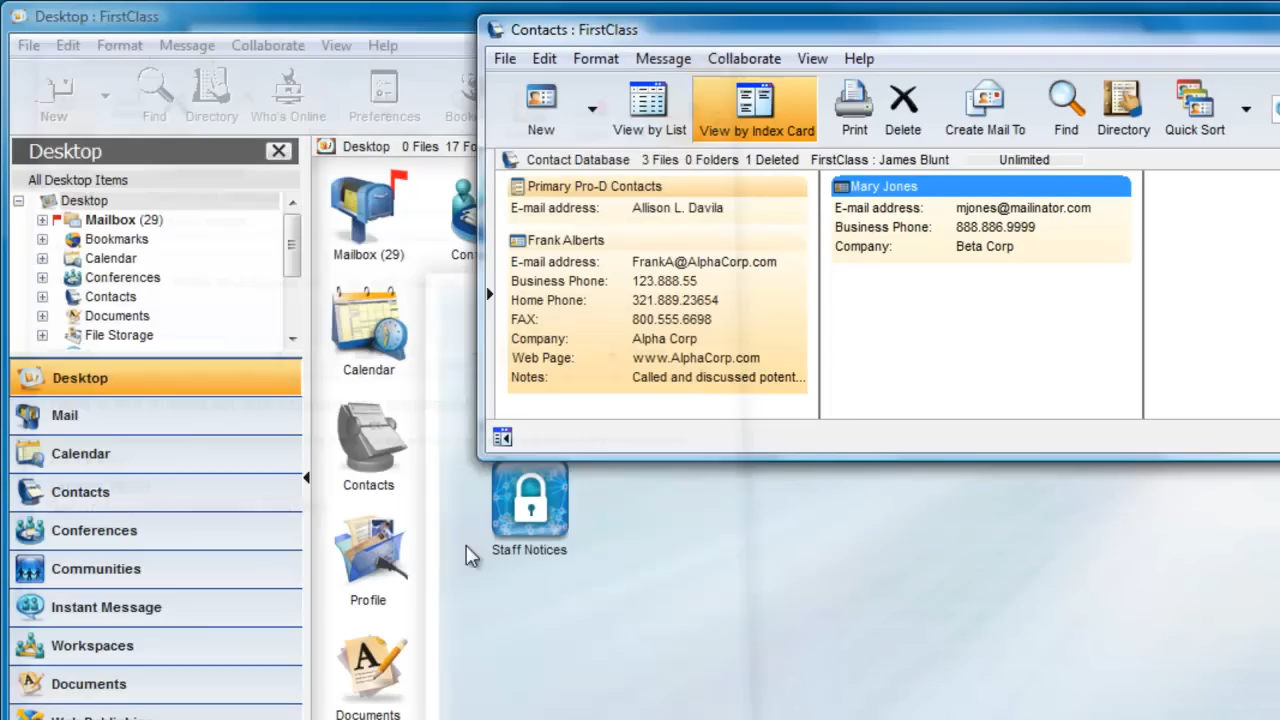 Desktop : FirstClass
File Edit Format Message Collaborate View Help
New Find Directory Who's Online Preferences
Desktop
All Desktop Items
Desktop
Mailbox (29)
Bookmarks
Calendar
Conferences
Contacts
Documents
File Storage
Desktop
Mail
Calendar
Contacts
Conferences
Communities
Instant Message
Workspaces
Documents
Desktop 0 Files 17 Fo
Mailbox (29)
Calendar
Contacts
Profile
Documents
Staff Notices
Contacts : FirstClass
File Edit Format Message Collaborate View Help
New View by List View by Index Card Print Delete Create Mail To Find Directory Quick Sort
Contact Database 3 Files 0 Folders 1 Deleted FirstClass : James Blunt Unlimited
Primary Pro-D Contacts
E-mail address: Allison L. Davila
Frank Alberts
E-mail address: FrankA@AlphaCorp.com
Business Phone: 123.888.55
Home Phone: 321.889.23654
FAX: 800.555.6698
Company: Alpha Corp
Web Page: www.AlphaCorp.com
Notes: Called and discussed potent...
Mary Jones
E-mail address: mjones@mailinator.com
Business Phone: 888.886.9999
Company: Beta Corp